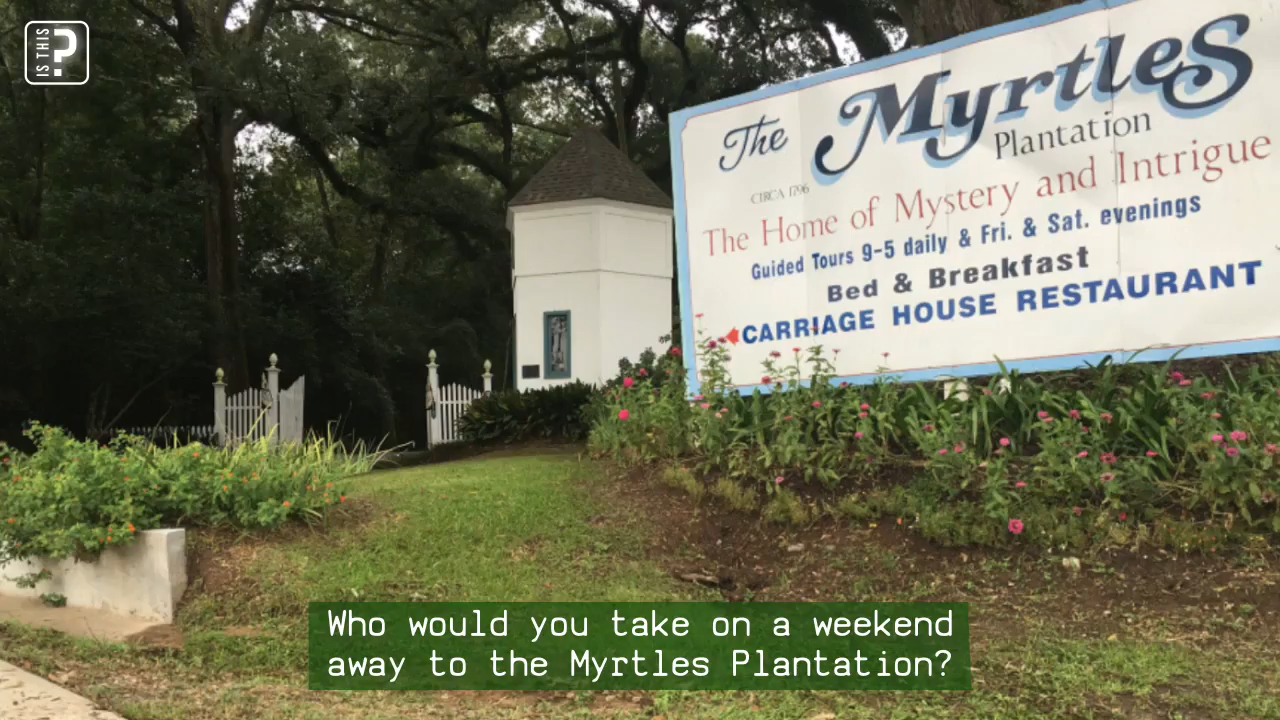 IS THIS
?
The Myrtles
Plantation
CIRCA 1796
The Home of Mystery and Intrigue
Guided Tours 9-5 daily & Fri. & Sat. evenings
Bed & Breakfast
CARRIAGE HOUSE RESTAURANT
Who would you take on a weekend
away to the Myrtles Plantation?